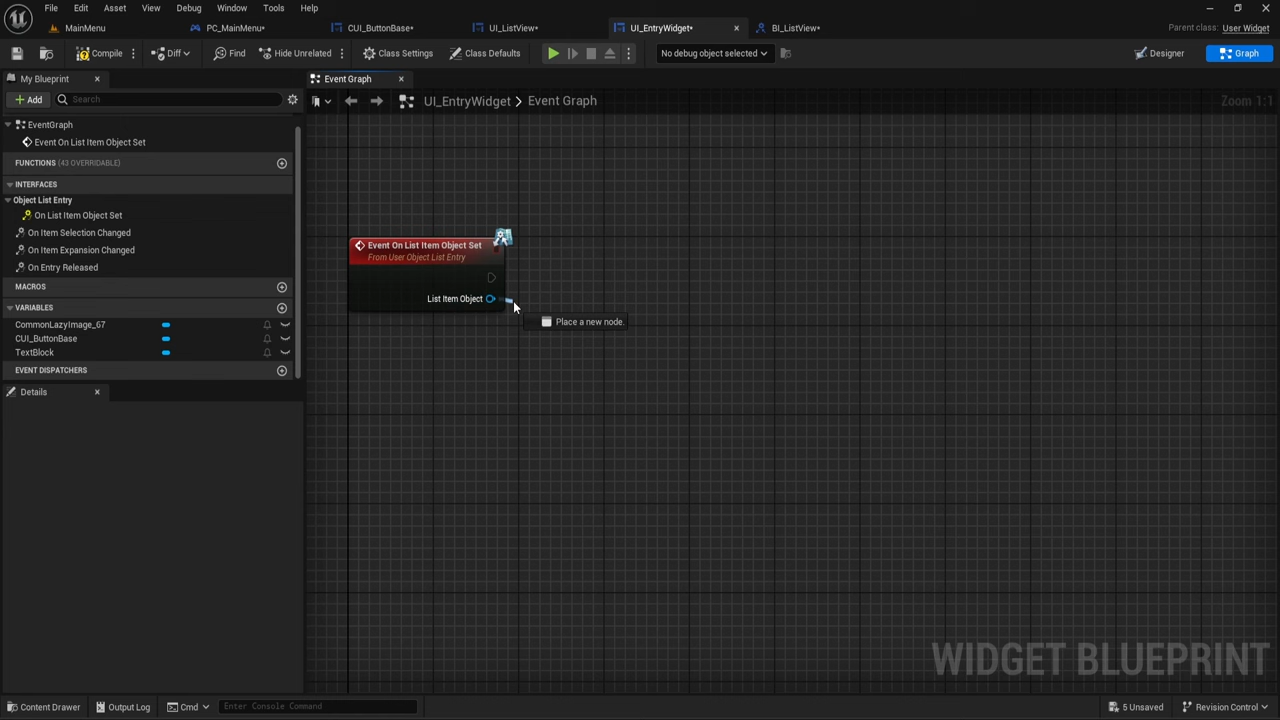 File Edit Asset View Debug Window Tools Help
MainMenu PC_MainMenu* CUI_ButtonBase* UI_ListView* UI_EntryWidget* BI_ListView* Parent class: User Widget
Compile Diff Find Hide Unrelated Class Settings Class Defaults No debug object selected Designer Graph
My Blueprint Event Graph
Add Search UI_EntryWidget Event Graph Zoom 1:1
EventGraph
Event On List Item Object Set
FUNCTIONS (43 OVERRIDABLE)
INTERFACES
Object List Entry
On List Item Object Set
On Item Selection Changed
On Item Expansion Changed
On Entry Released
MACROS
VARIABLES
CommonLazyImage_67
CUI_ButtonBase
TextBlock
EVENT DISPATCHERS
Details
Event On List Item Object Set
From User Object List Entry
List Item Object
Place a new node.
WIDGET BLUEPRINT
Content Drawer Output Log Cmd Enter Console Command 5 Unsaved Revision Control